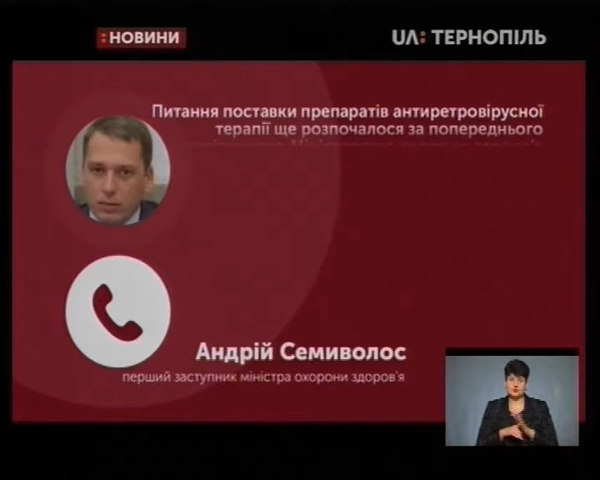 :НОВИНИ
UA: ТЕРНОПІЛЬ
Питання поставки препаратів антиретровірусної
терапії ще розпочалося за попереднього
Андрій Семиволос
перший заступник міністра охорони здоров'я